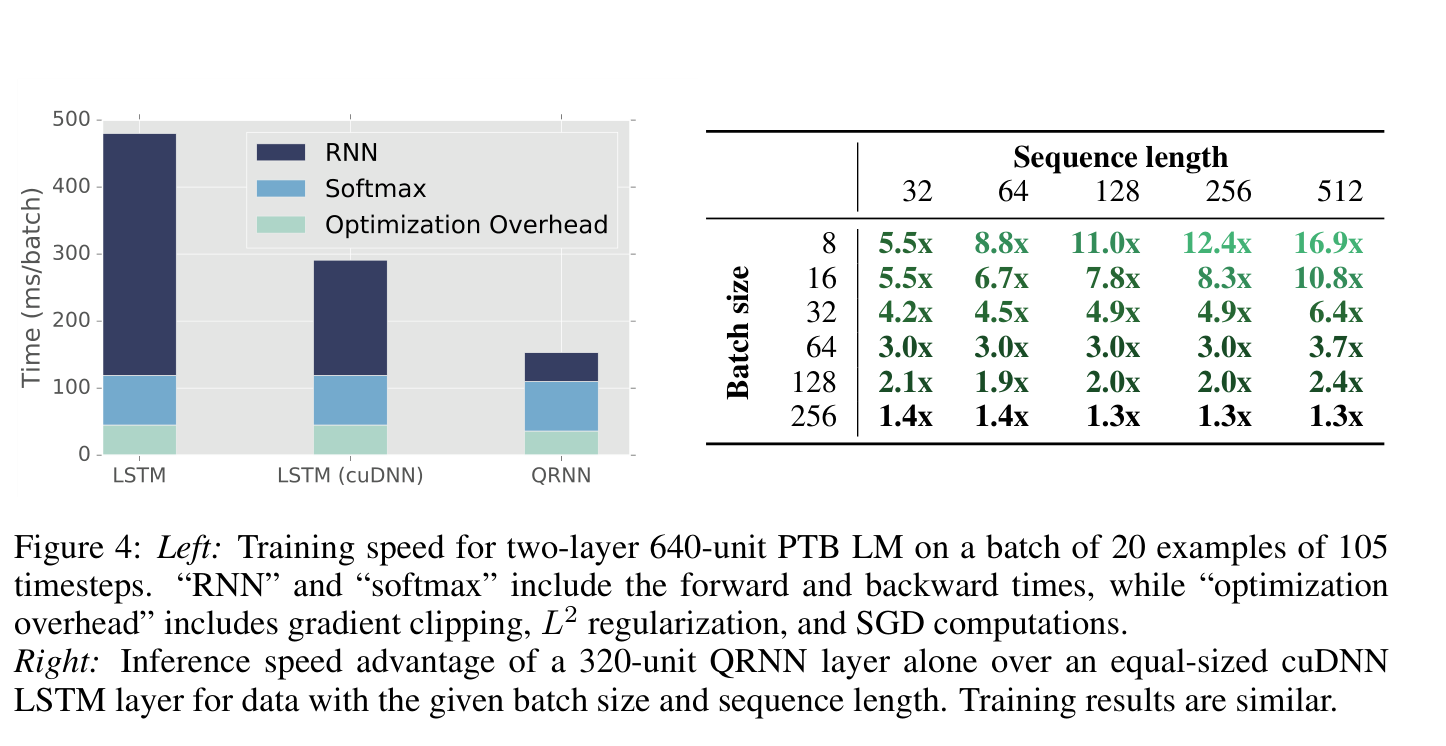 500
400
300
200
100
0
Time (ms/batch)
RNN
Softmax
Optimization Overhead
LSTM
LSTM (cuDNN)
QRNN
Sequence length
32 64 128 256 512
Batch size
8 5.5x 8.8x 11.0x 12.4x 16.9x
16 5.5x 6.7x 7.8x 8.3x 10.8x
32 4.2x 4.5x 4.9x 4.9x 6.4x
64 3.0x 3.0x 3.0x 3.0x 3.7x
128 2.1x 1.9x 2.0x 2.0x 2.4x
256 1.4x 1.4x 1.3x 1.3x 1.3x
Figure 4: Left: Training speed for two-layer 640-unit PTB LM on a batch of 20 examples of 105
timesteps. “RNN” and “softmax” include the forward and backward times, while “optimization
overhead” includes gradient clipping, L² regularization, and SGD computations.
Right: Inference speed advantage of a 320-unit QRNN layer alone over an equal-sized cuDNN
LSTM layer for data with the given batch size and sequence length. Training results are similar.